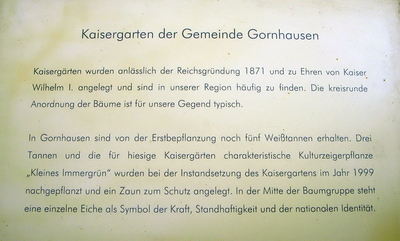 Kaisergarten der Gemeinde Gornhausen
Kaisergärten wurden anlässlich der Reichsgründung 1871 und zu Ehren von Kaiser
Wilhelm I. angelegt und sind in unserer Region häufig zu finden. Die kreisrunde
Anordnung der Bäume ist für unsere Gegend typisch.
In Gornhausen sind von der Erstbepflanzung noch fünf Weißtannen erhalten. Drei
Tannen und die für hiesige Kaisergärten charakteristische Kulturzeigerpflanze
„Kleines Immergrün" wurden bei der Instandsetzung des Kaisergartens im Jahr 1999
nachgepflanzt und ein Zaun zum Schutz angelegt. In der Mitte der Baumgruppe steht
eine einzelne Eiche als Symbol der Kraft, Standhaftigkeit und der nationalen Identität.